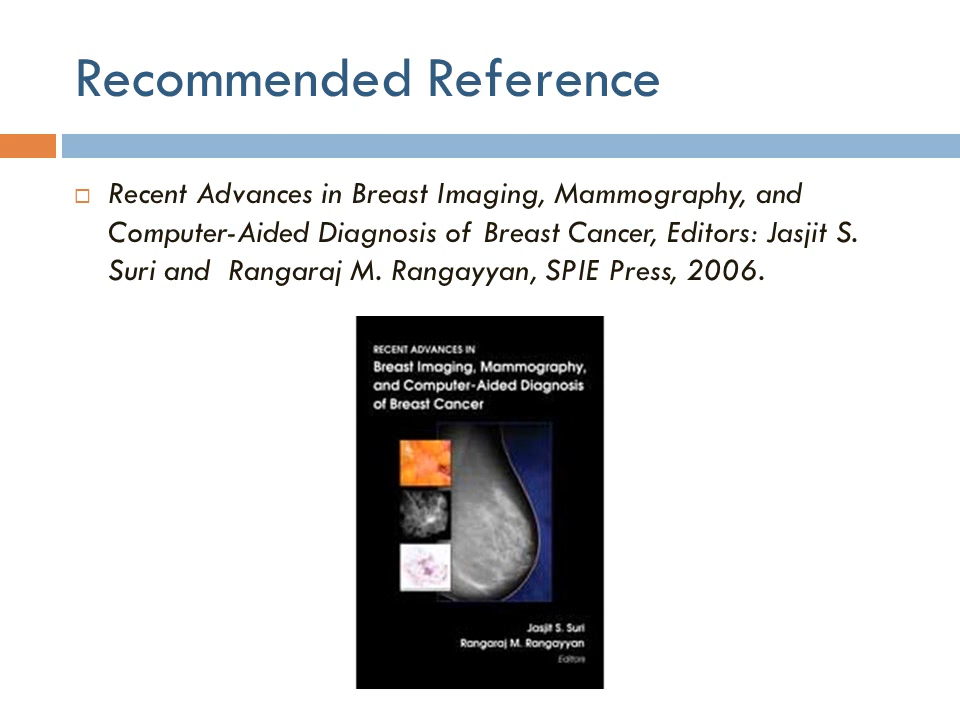 Recommended Reference
Recent Advances in Breast Imaging, Mammography, and
Computer-Aided Diagnosis of Breast Cancer, Editors: Jasjit S.
Suri and Rangaraj M. Rangayyan, SPIE Press, 2006.
RECENT ADVANCES IN
Breast Imaging, Mammography,
and Computer-Aided Diagnosis
of Breast Cancer
Jasjit S. Suri
Rangaraj M. Rangayyan
Editors